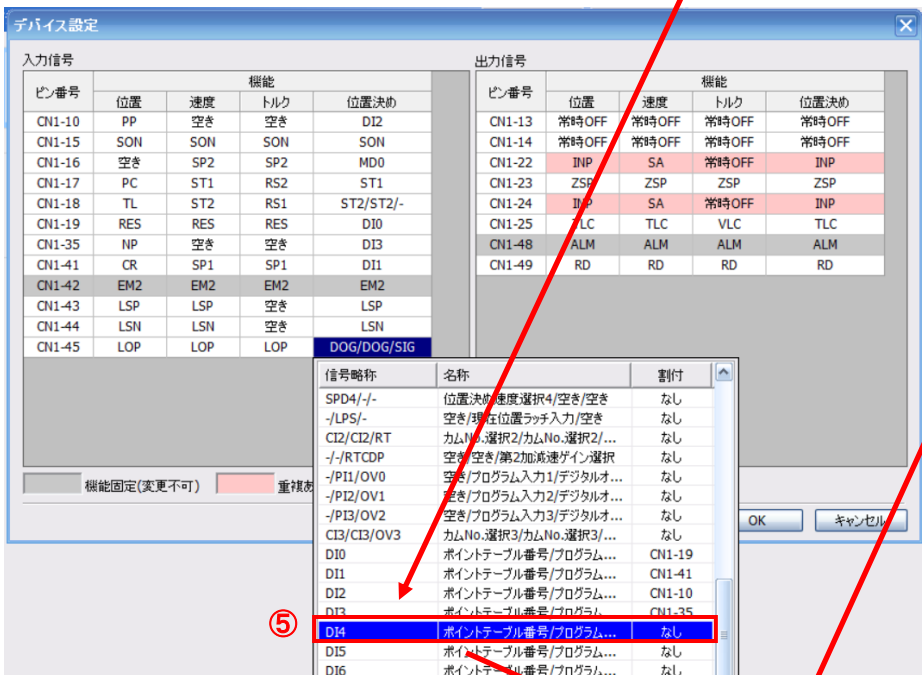 デバイス設定
入力信号
ピン番号 機能
位置 速度 トルク 位置決め
CN1-10 PP 空き 空き DI2
CN1-15 SON SON SON SON
CN1-16 空き SP2 SP2 MD0
CN1-17 PC ST1 RS2 ST1
CN1-18 TL ST2 RS1 ST2/ST2/-
CN1-19 RES RES RES DI0
CN1-35 NP 空き 空き DI3
CN1-41 CR SP1 SP1 DI1
CN1-42 EM2 EM2 EM2 EM2
CN1-43 LSP LSP 空き LSP
CN1-44 LSN LSN 空き LSN
CN1-45 LOP LOP LOP DOG/DOG/SIG
出力信号
ピン番号 機能
位置 速度 トルク 位置決め
CN1-13 常時OFF 常時OFF 常時OFF 常時OFF
CN1-14 常時OFF 常時OFF 常時OFF 常時OFF
CN1-22 INP SA 常時OFF INP
CN1-23 ZSP ZSP ZSP ZSP
CN1-24 INP SA 常時OFF INP
CN1-25 TLC TLC VLC TLC
CN1-48 ALM ALM ALM ALM
CN1-49 RD RD RD RD
信号略称 名称 割付
SPD4/-/- 位置決め速度選択4/空き/空き なし
-/LPS/- 空き/現在位置ラッチ入力/空き なし
CI2/CI2/RT カムNo.選択2/カムNo.選択2/... なし
-/-/RTCDP 空き/空き/第2加減速ゲイン選択 なし
-/PI1/OV0 空き/プログラム入力1/デジタルオ... なし
-/PI2/OV1 空き/プログラム入力2/デジタルオ... なし
-/PI3/OV2 空き/プログラム入力3/デジタルオ... なし
CI3/CI3/OV3 カムNo.選択3/カムNo.選択3/... なし
DI0 ポイントテーブル番号/プログラム... CN1-19
DI1 ポイントテーブル番号/プログラム... CN1-41
DI2 ポイントテーブル番号/プログラム... CN1-10
DI3 ポイントテーブル番号/プログラム... CN1-35
⑤ DI4 ポイントテーブル番号/プログラム... なし
DI5 ポイントテーブル番号/プログラム... なし
DI6 ポイントテーブル番号/プログラム... なし
機能固定(変更不可) 重複あ
OK キャンセル